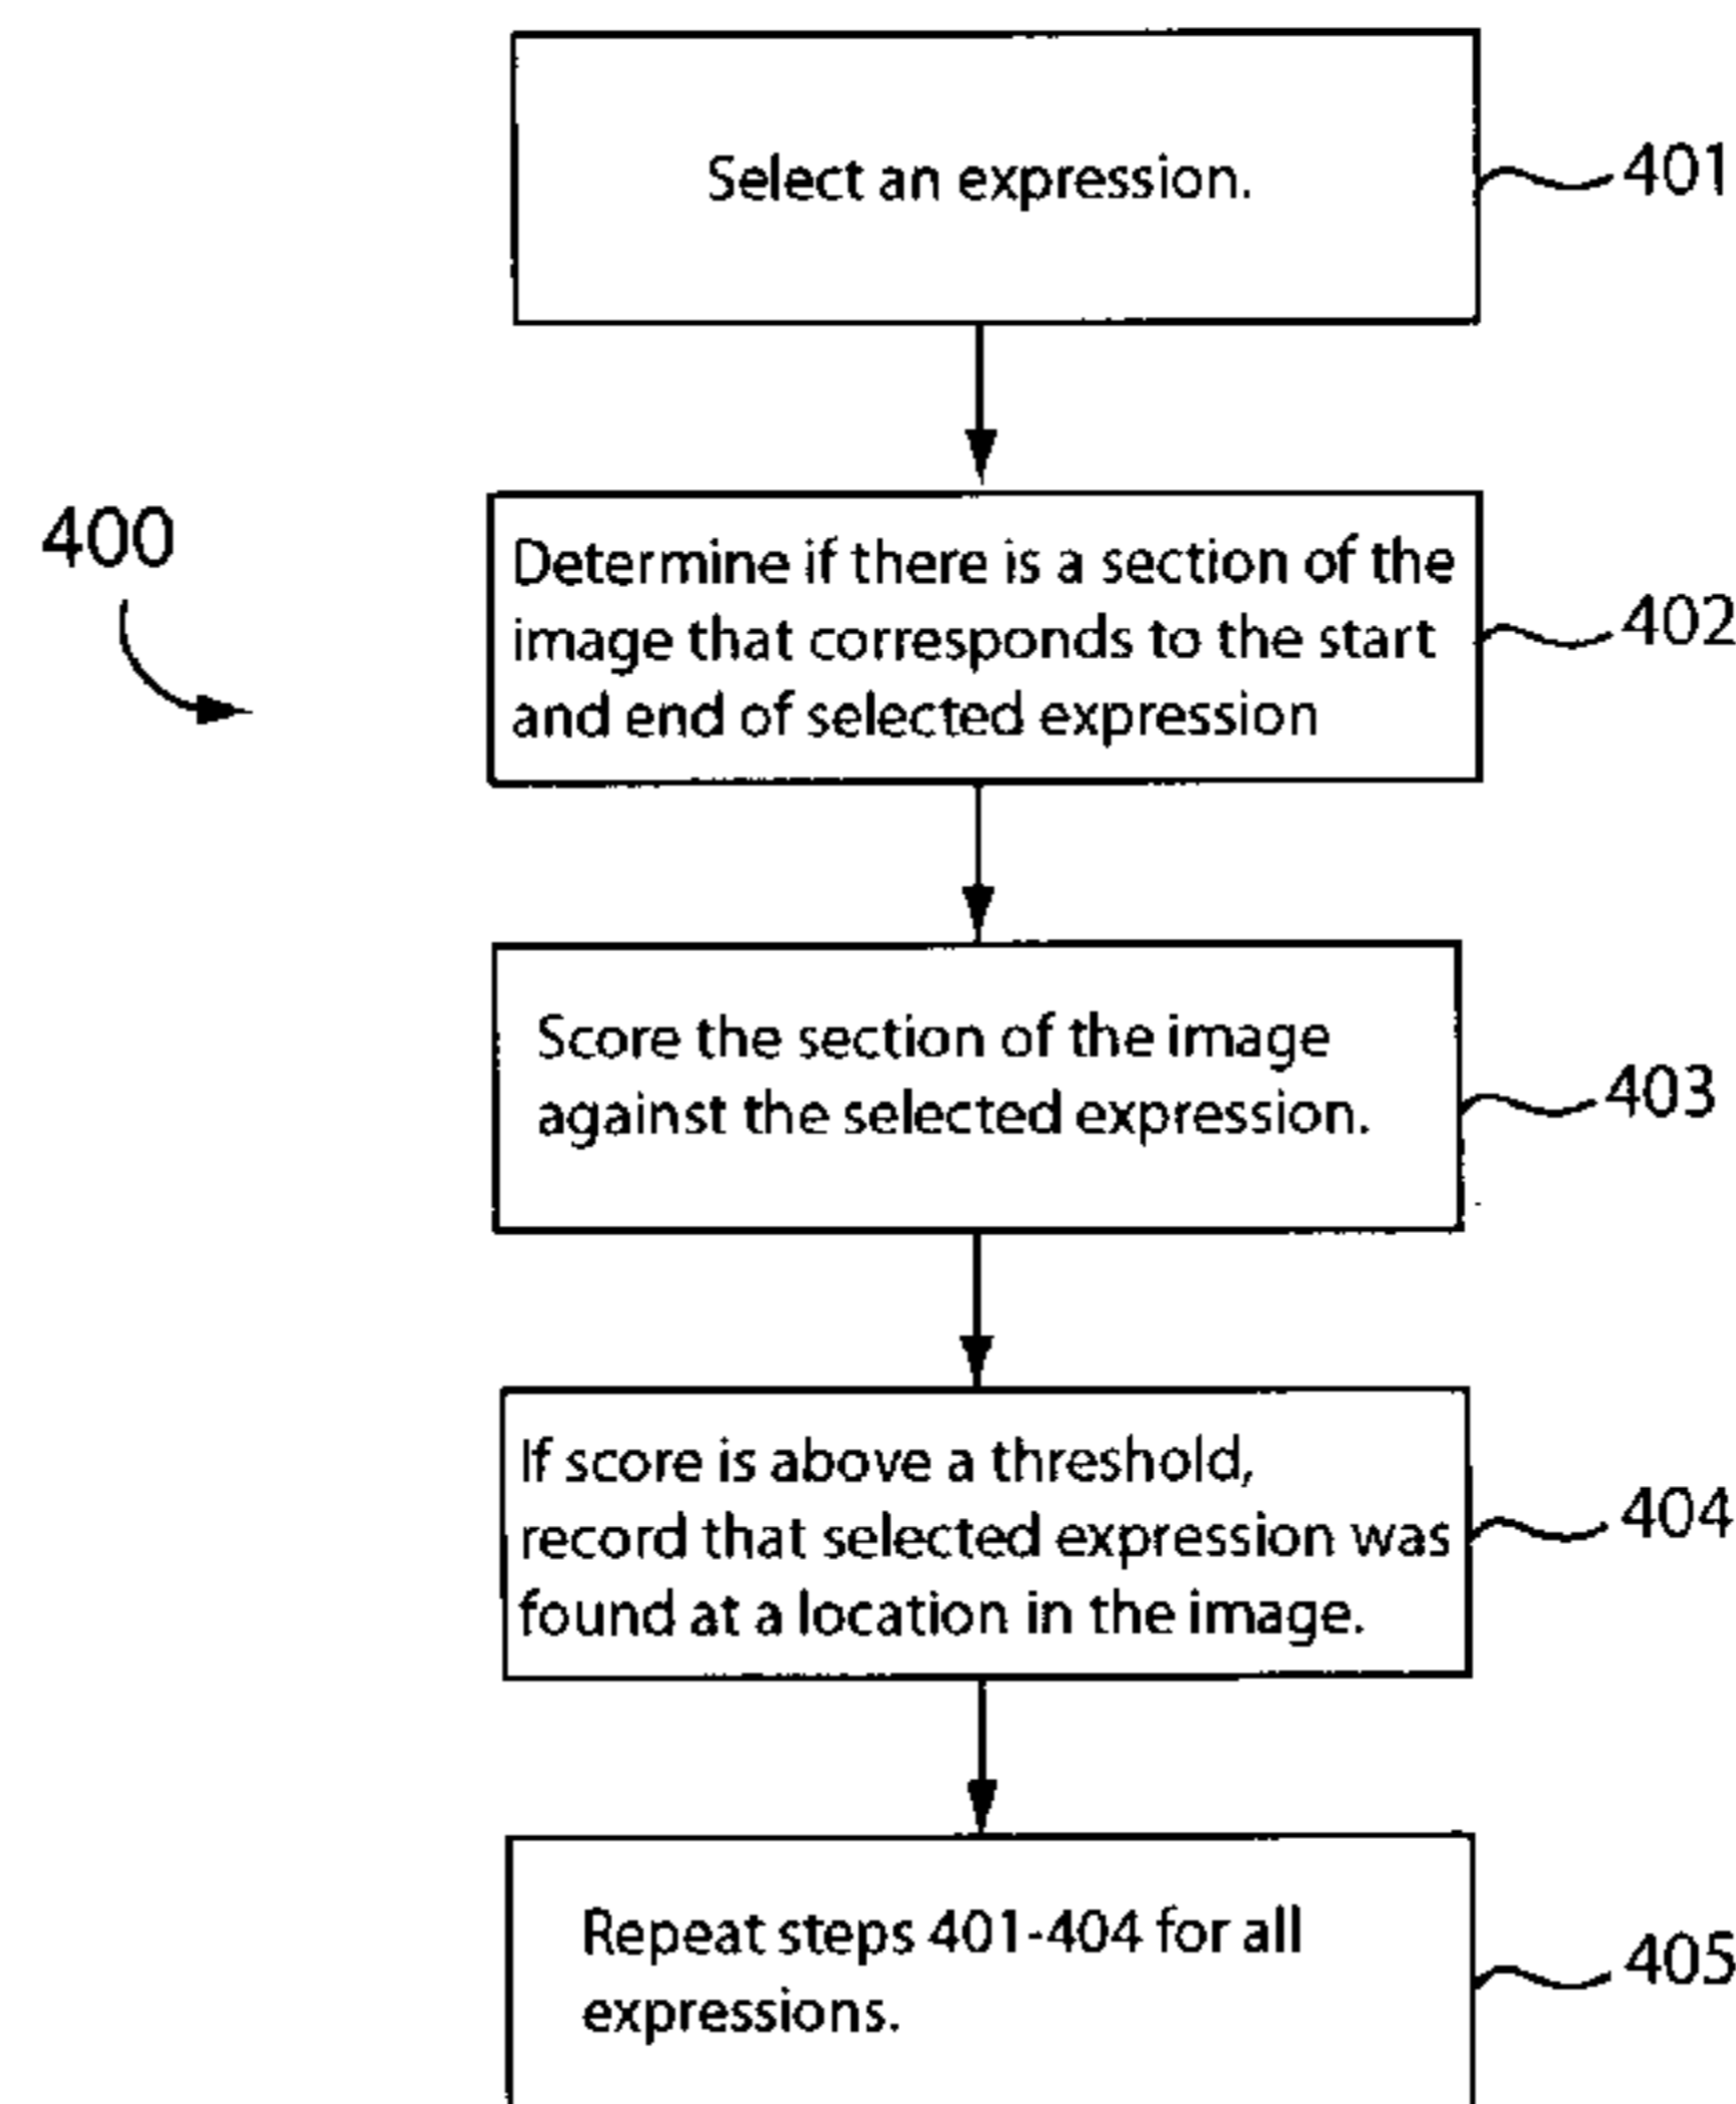 Select an expression.
401
400
Determine if there is a section of the
image that corresponds to the start
and end of selected expression
402
Score the section of the image
against the selected expression.
403
If score is above a threshold,
record that selected expression was
found at a location in the image.
404
Repeat steps 401-404 for all
expressions.
405